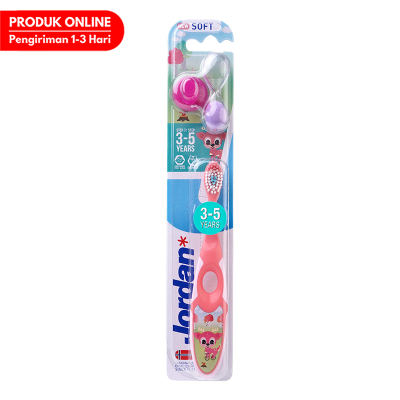 PRODUK ONLINE
Pengiriman 1-3 Hari
SOFT
3-5
YEARS
3-5
YEARS
Jordan*